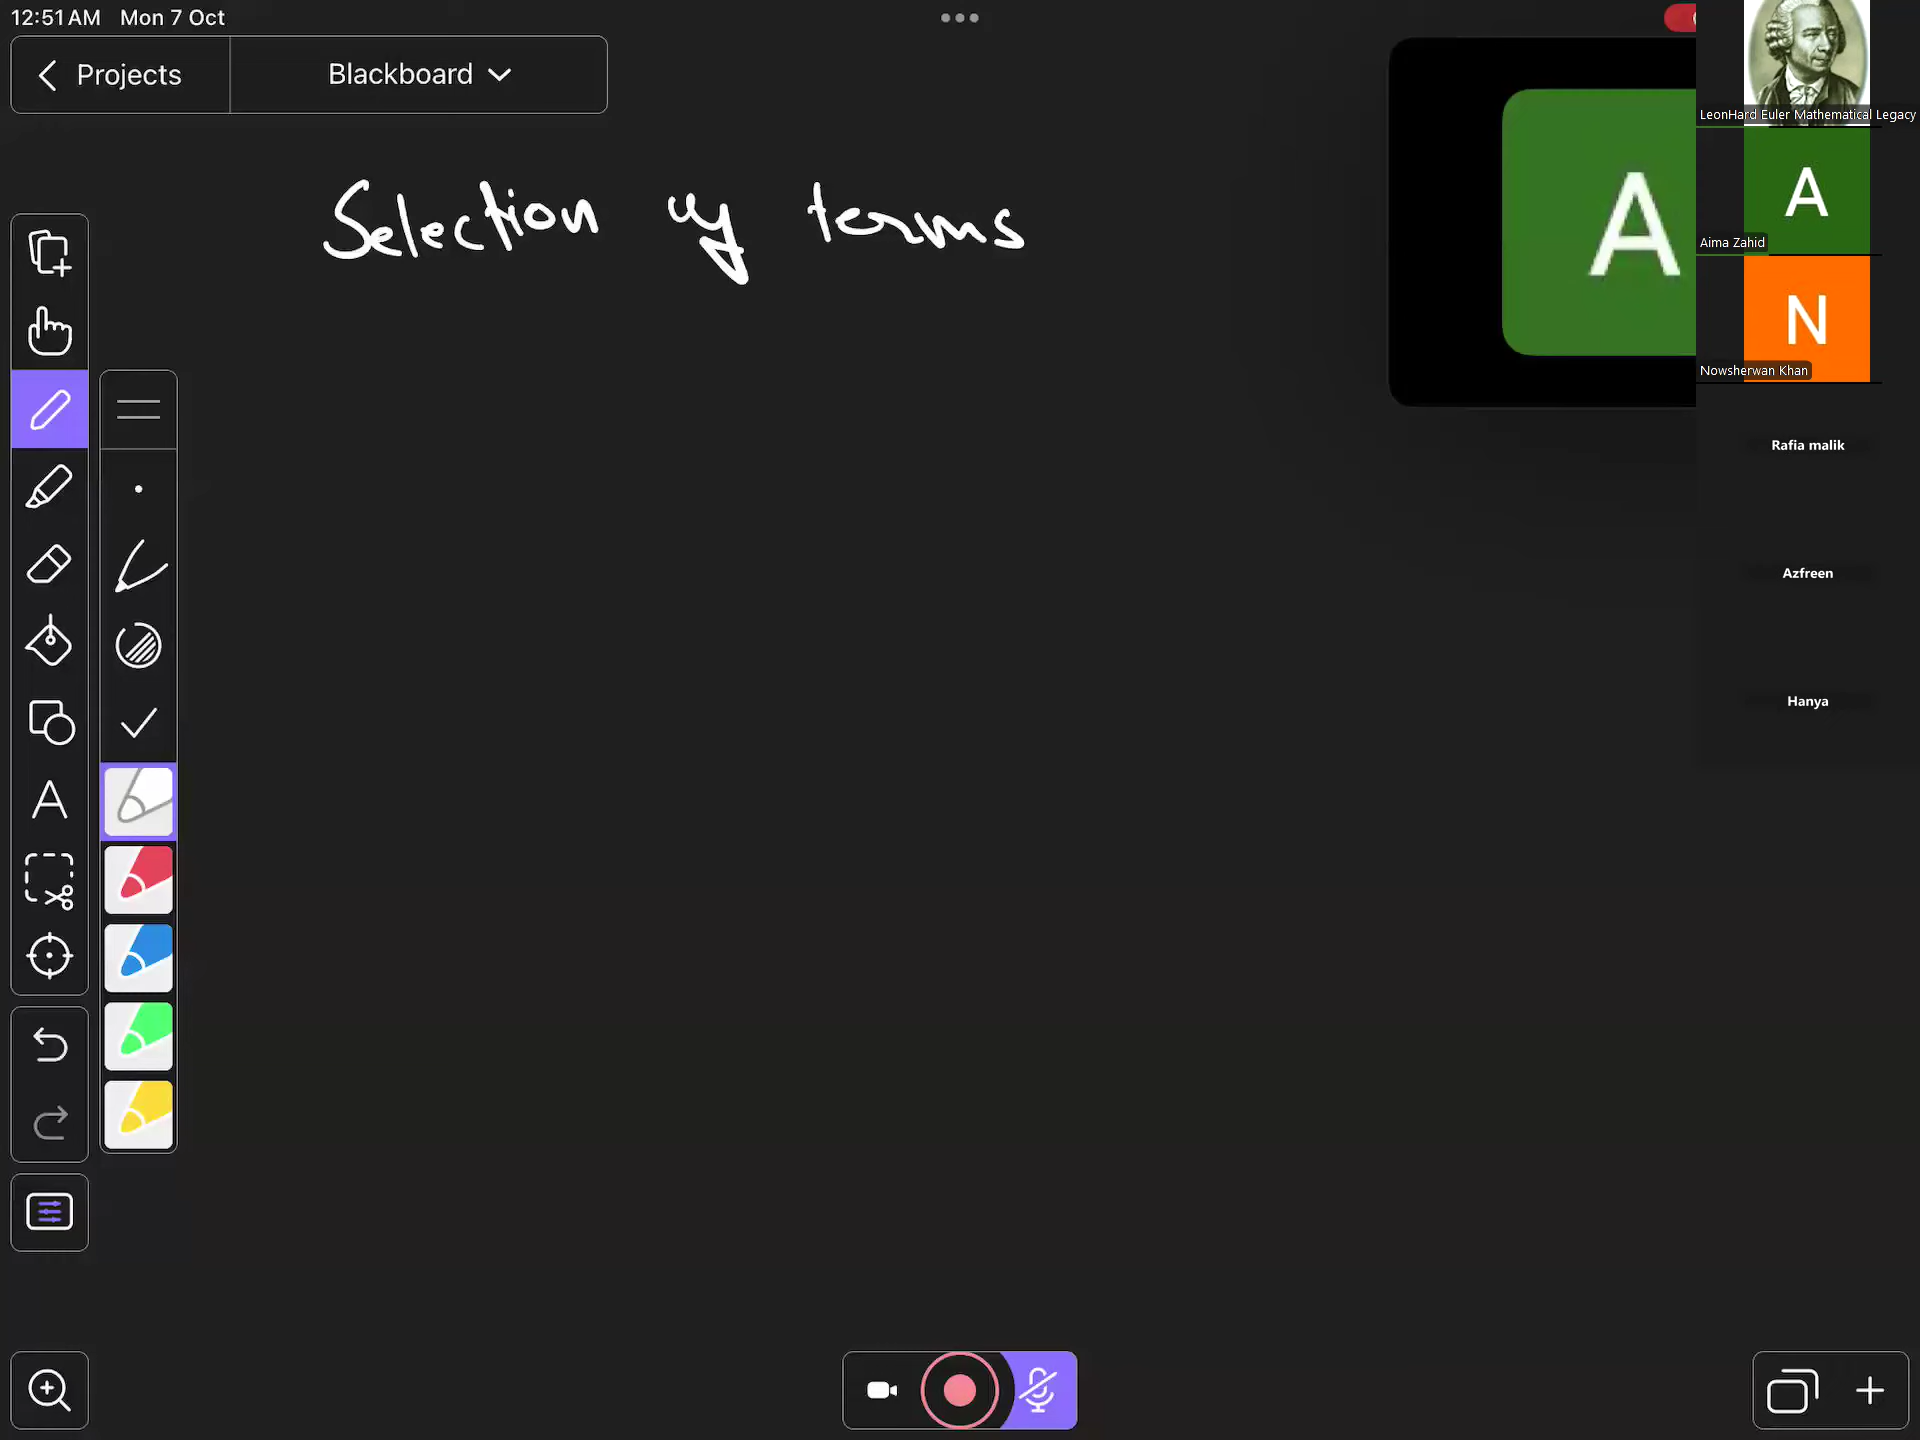 12:51 AM Mon 7 Oct
Projects
Blackboard
Selection of terms
A
LeonHard Euler Mathematical Legacy
A
Aima Zahid
N
Nowsherwan Khan
Rafia malik
Azfreen
Hanya
A